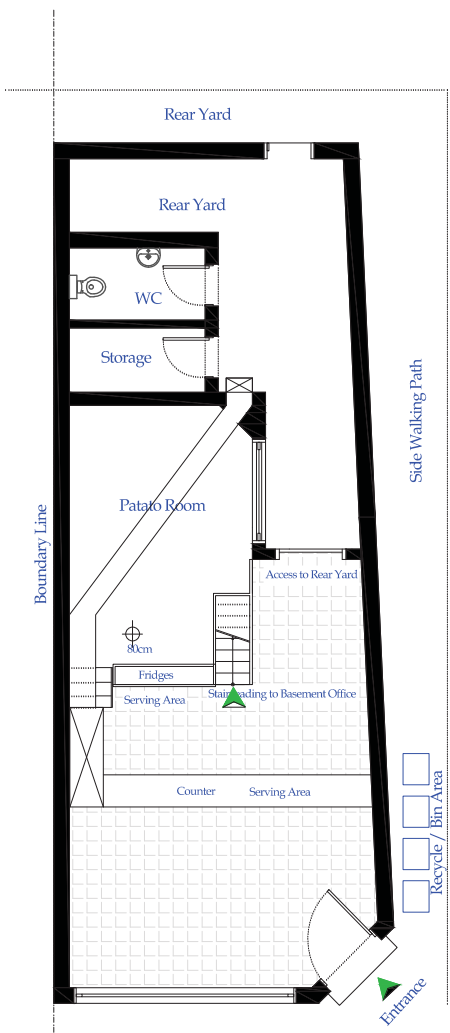 Rear Yard
Rear Yard
WC
Storage
Side Walking Path
Patato Room
Boundary Line
Access to Rear Yard
80cm
Fridges
Serving Area
Stair leading to Basement Office
Counter
Serving Area
Recycle / Bin Area
Entrance